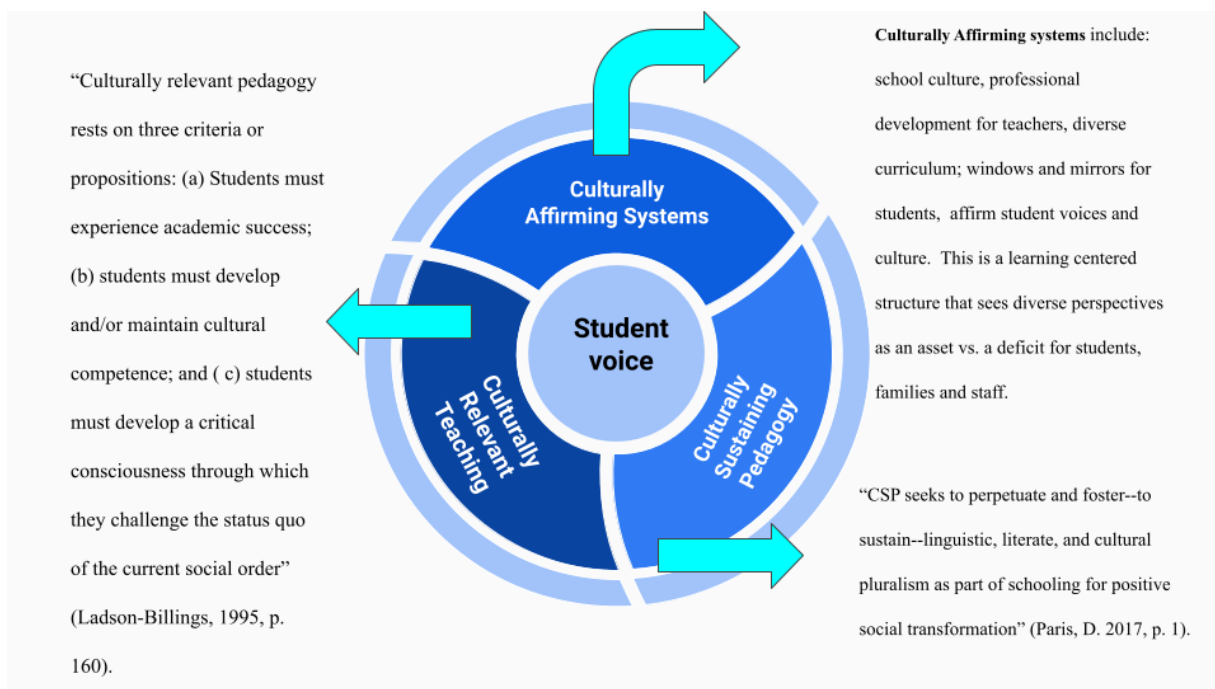 “Culturally relevant pedagogy
rests on three criteria or
propositions: (a) Students must
experience academic success;
(b) students must develop
and/or maintain cultural
competence; and ( c) students
must develop a critical
consciousness through which
they challenge the status quo
of the current social order”
(Ladson-Billings, 1995, p.
160).
Culturally
Affirming Systems
Student
voice
Culturally
Relevant
Teaching
Culturally
Sustaining
Pedagogy
Culturally Affirming systems include:
school culture, professional
development for teachers, diverse
curriculum; windows and mirrors for
students,  affirm student voices and
culture.  This is a learning centered
structure that sees diverse perspectives
as an asset vs. a deficit for students,
families and staff.
“CSP seeks to perpetuate and foster--to
sustain--linguistic, literate, and cultural
pluralism as part of schooling for positive
social transformation” (Paris, D. 2017, p. 1).